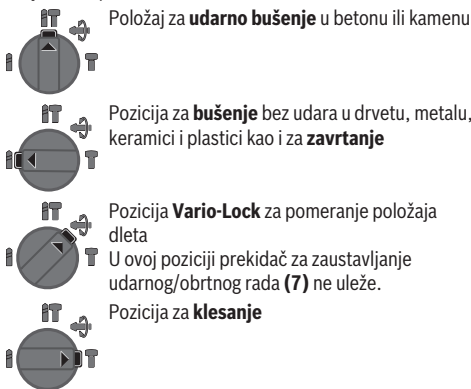 Položaj za udarno bušenje u betonu ili kamenu
Pozicija za bušenje bez udara u drvetu, metalu,
keramici i plastici kao i za zavrtanje
Pozicija Vario-Lock za pomeranje položaja
dleta
U ovoj poziciji prekidač za zaustavljanje
udarnog/obrtnog rada (7) ne uleže.
Pozicija za klesanje